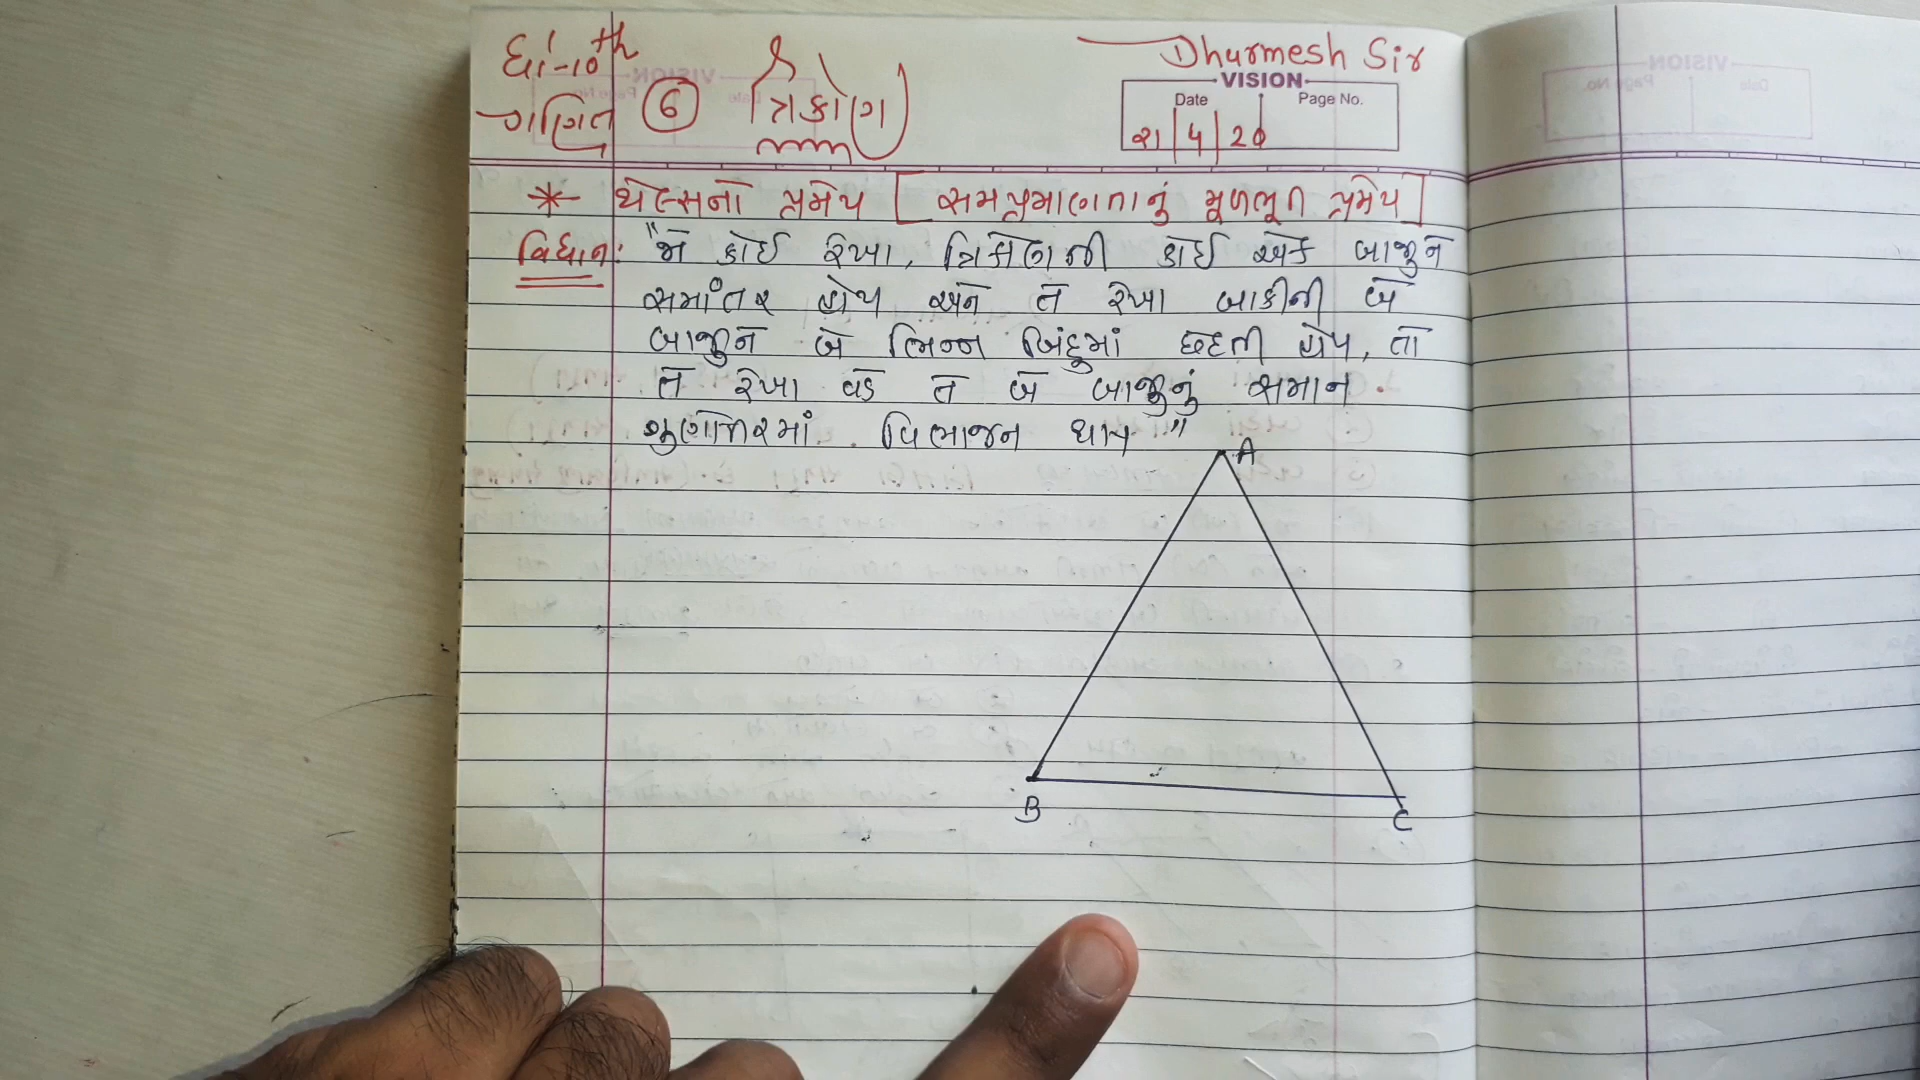 ધો-10th
ગણિત
6
ત્રિકોણ
Dharmesh Sir
VISION
Date
Page No.
21/4/20
* થેલ્સનો પ્રમેય [સમપ્રમાણતાનું મૂળભૂત પ્રમેય]
વિધાન: "જો કોઈ રેખા, ત્રિકોણની કોઈ એક બાજુને
સમાંતર હોય અને તે રેખા બાકીની બે
બાજુને બે ભિન્ન બિંદુમાં છેદતી હોય, તો
તે રેખા વડે તે બે બાજુનું સમાન
ગુણોત્તરમાં વિભાજન થાય"
A
B
C